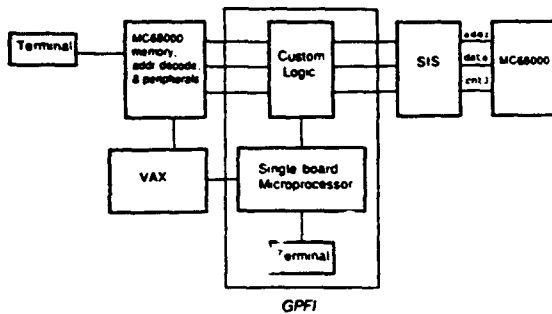 Terminal
MC68000
memory,
addr decode,
& peripherals
Custom
Logic
SIS
addr
data
cntl
MC68000
VAX
Single board
Microprocessor
Terminal
GPFI